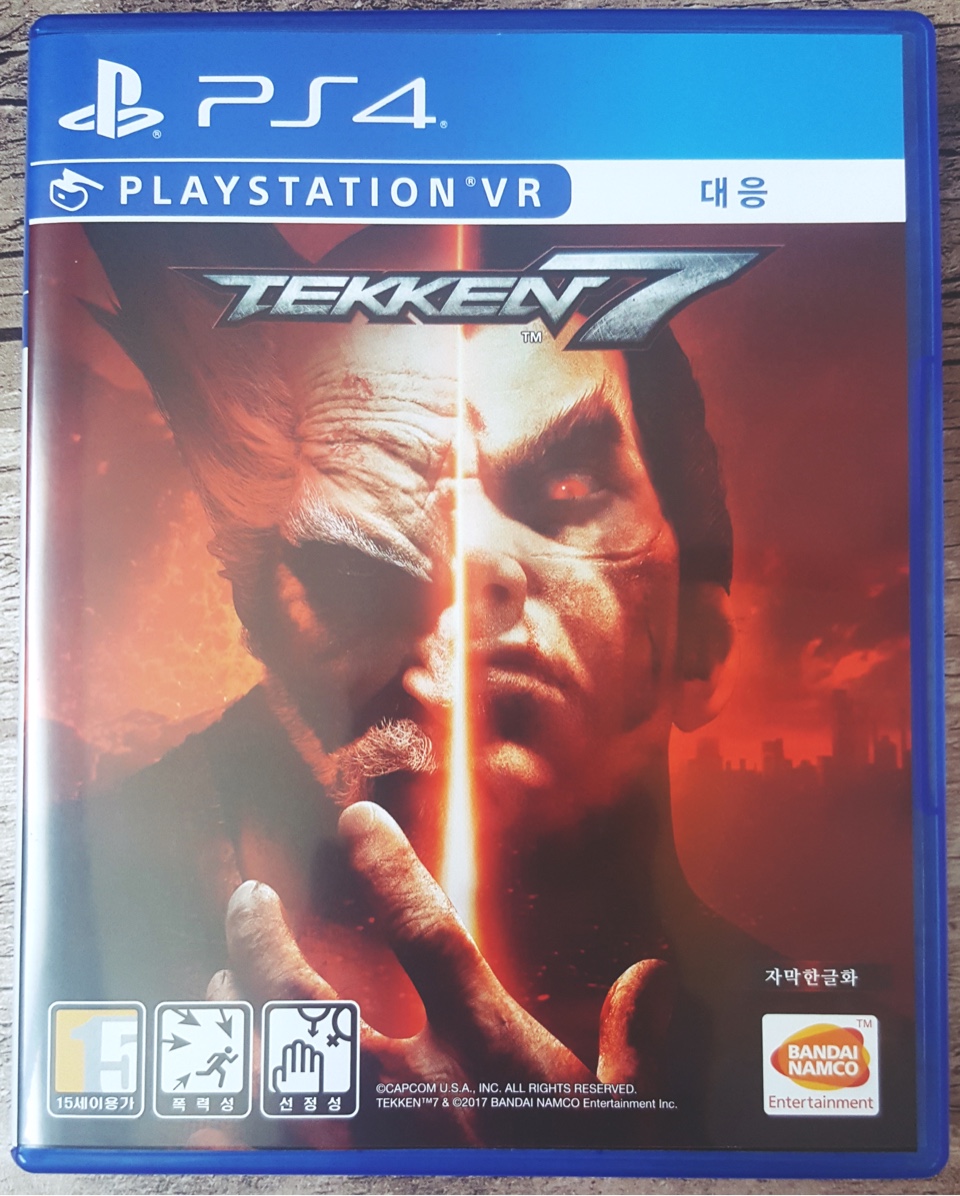 PS4®
PLAYSTATION®VR 대응
TEKKEN 7
TM
자막한글화
15
15세이용가 폭력성 선정성
©CAPCOM U.S.A., INC. ALL RIGHTS RESERVED.
TEKKEN™7 & ©2017 BANDAI NAMCO Entertainment Inc.
TM
BANDAI
NAMCO
Entertainment